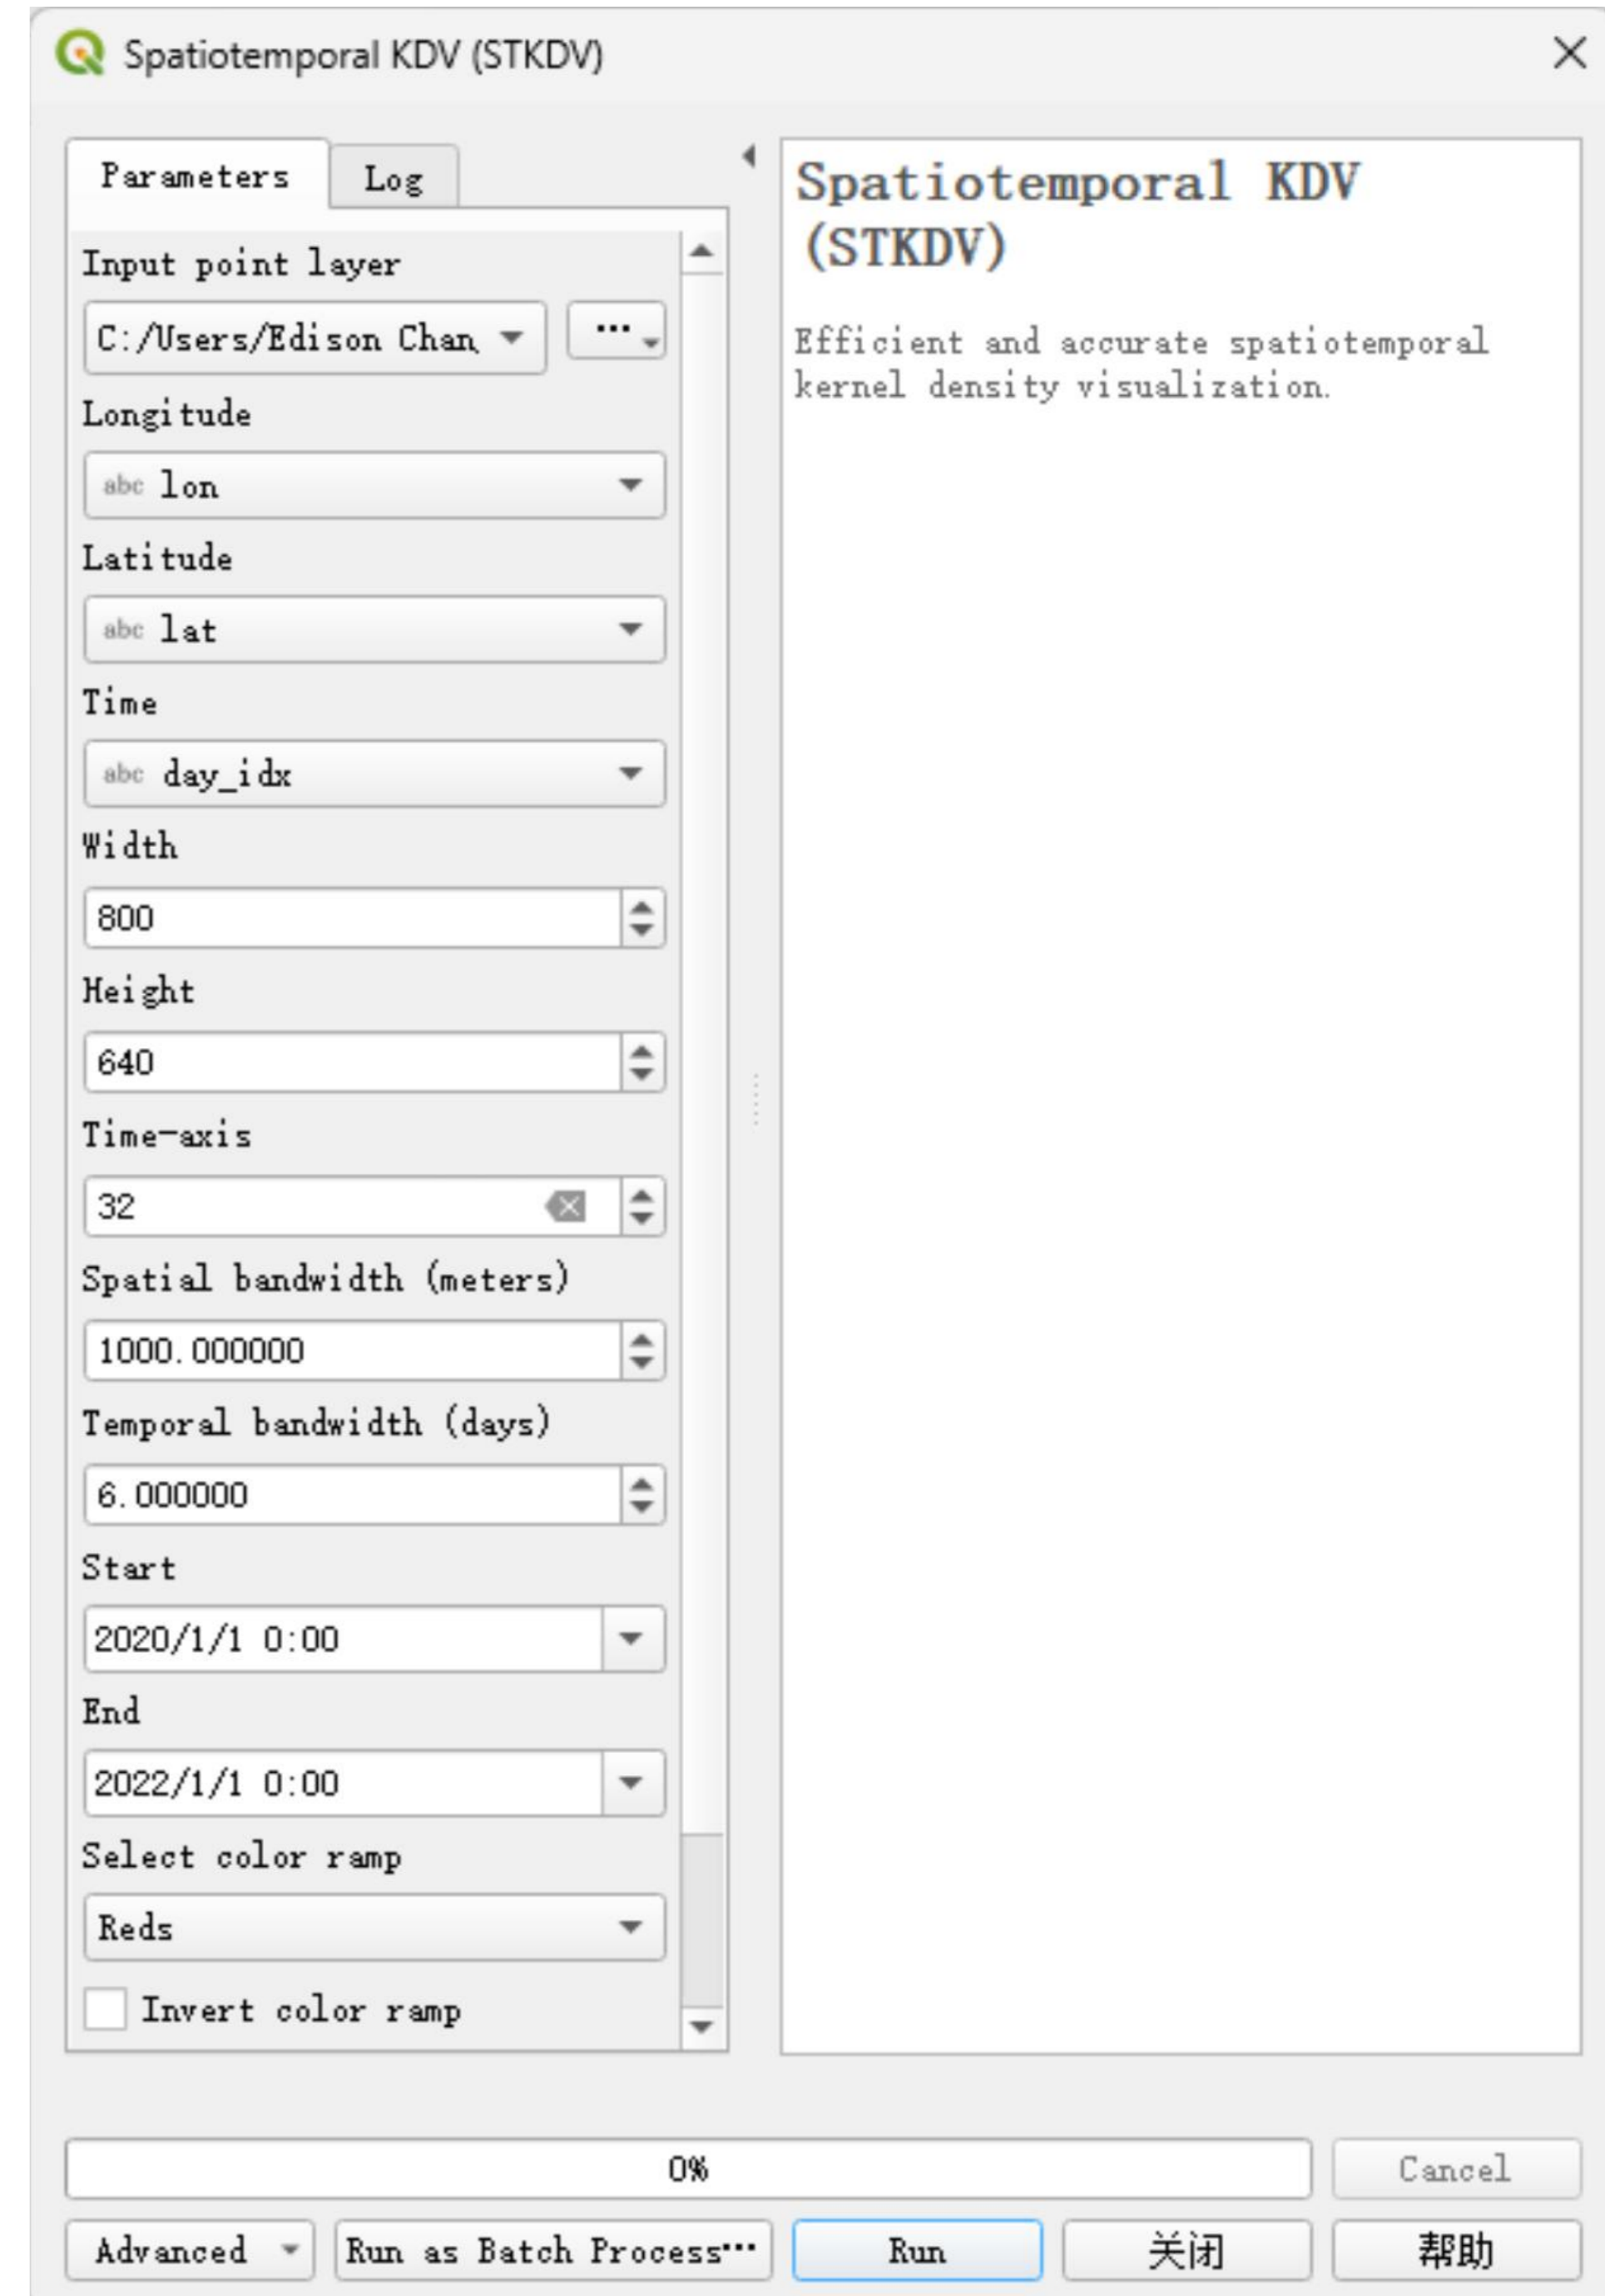 Spatiotemporal KDV (STKDV)
Parameters
Log
Input point layer
C:/Users/Edison Chan
...
Longitude
abc lon
Latitude
abc lat
Time
abc day_idx
Width
800
Height
640
Time-axis
32
Spatial bandwidth (meters)
1000.000000
Temporal bandwidth (days)
6.000000
Start
2020/1/1 0:00
End
2022/1/1 0:00
Select color ramp
Reds
Invert color ramp
Spatiotemporal KDV
(STKDV)
Efficient and accurate spatiotemporal
kernel density visualization.
0%
Cancel
Advanced
Run as Batch Process…
Run
关闭
帮助